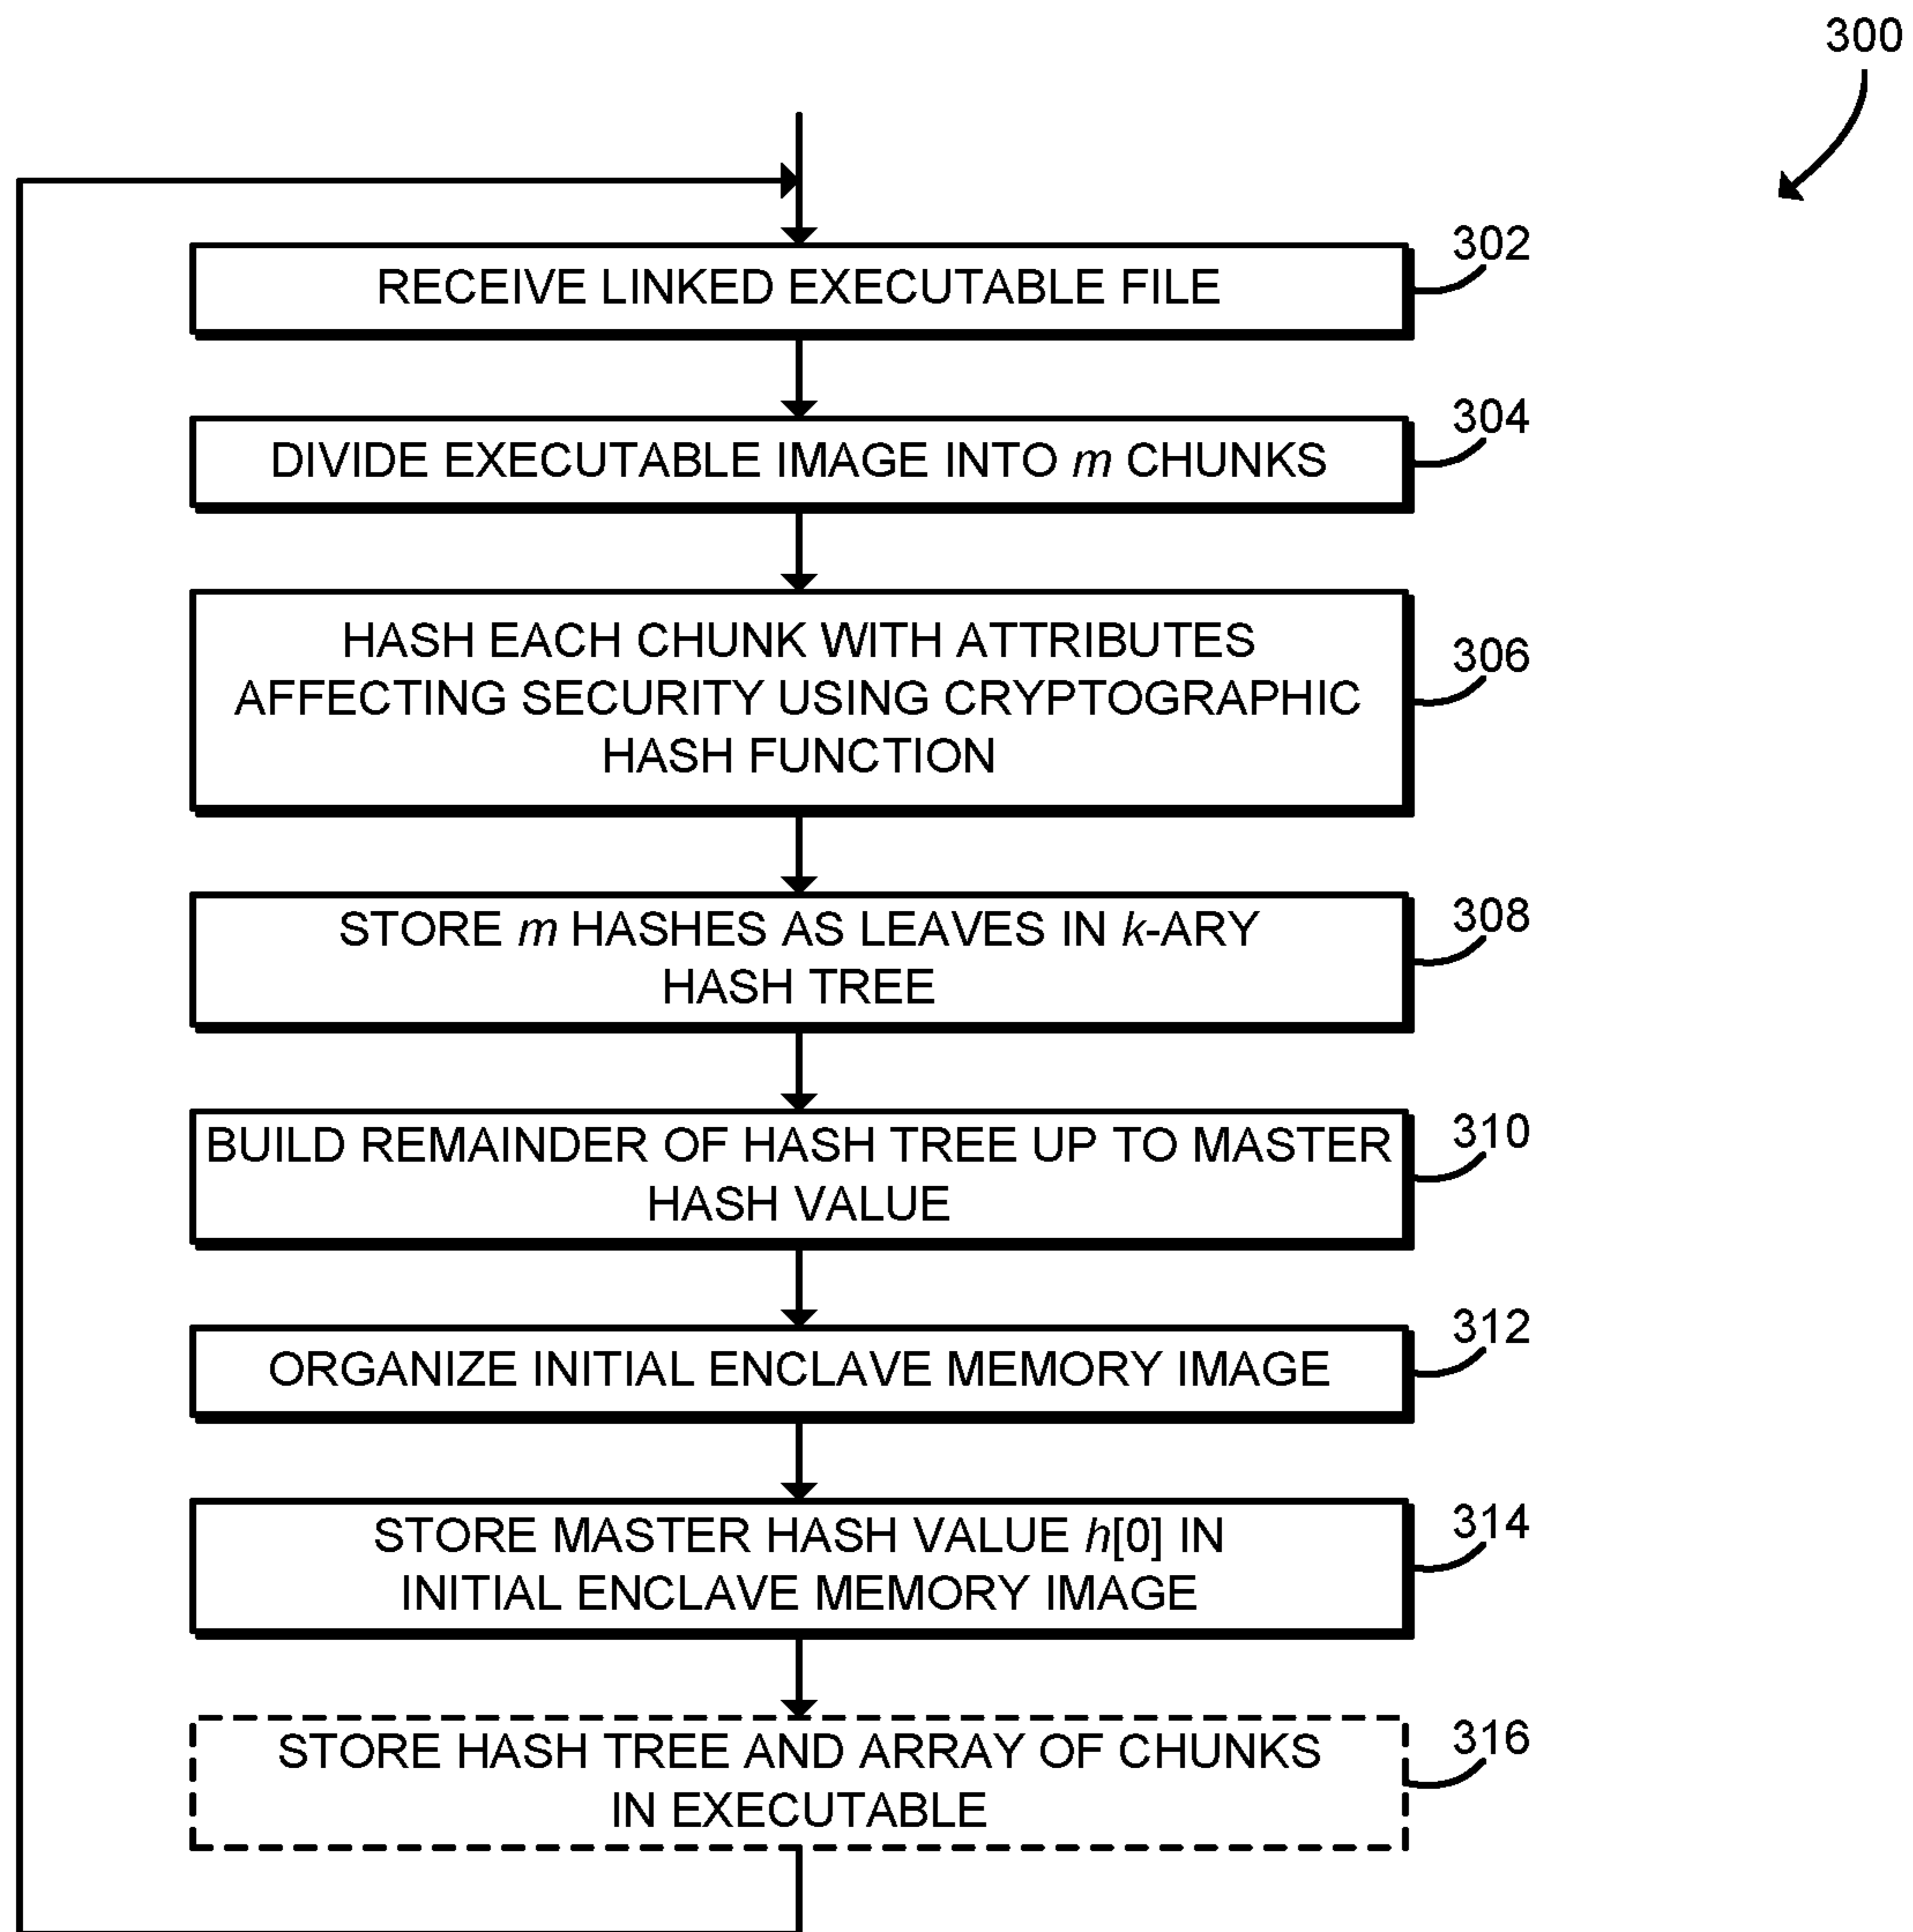 300
302
RECEIVE LINKED EXECUTABLE FILE
304
DIVIDE EXECUTABLE IMAGE INTO m CHUNKS
306
HASH EACH CHUNK WITH ATTRIBUTES
AFFECTING SECURITY USING CRYPTOGRAPHIC
HASH FUNCTION
308
STORE m HASHES AS LEAVES IN k-ARY
HASH TREE
310
BUILD REMAINDER OF HASH TREE UP TO MASTER
HASH VALUE
312
ORGANIZE INITIAL ENCLAVE MEMORY IMAGE
314
STORE MASTER HASH VALUE h[0] IN
INITIAL ENCLAVE MEMORY IMAGE
316
STORE HASH TREE AND ARRAY OF CHUNKS
IN EXECUTABLE